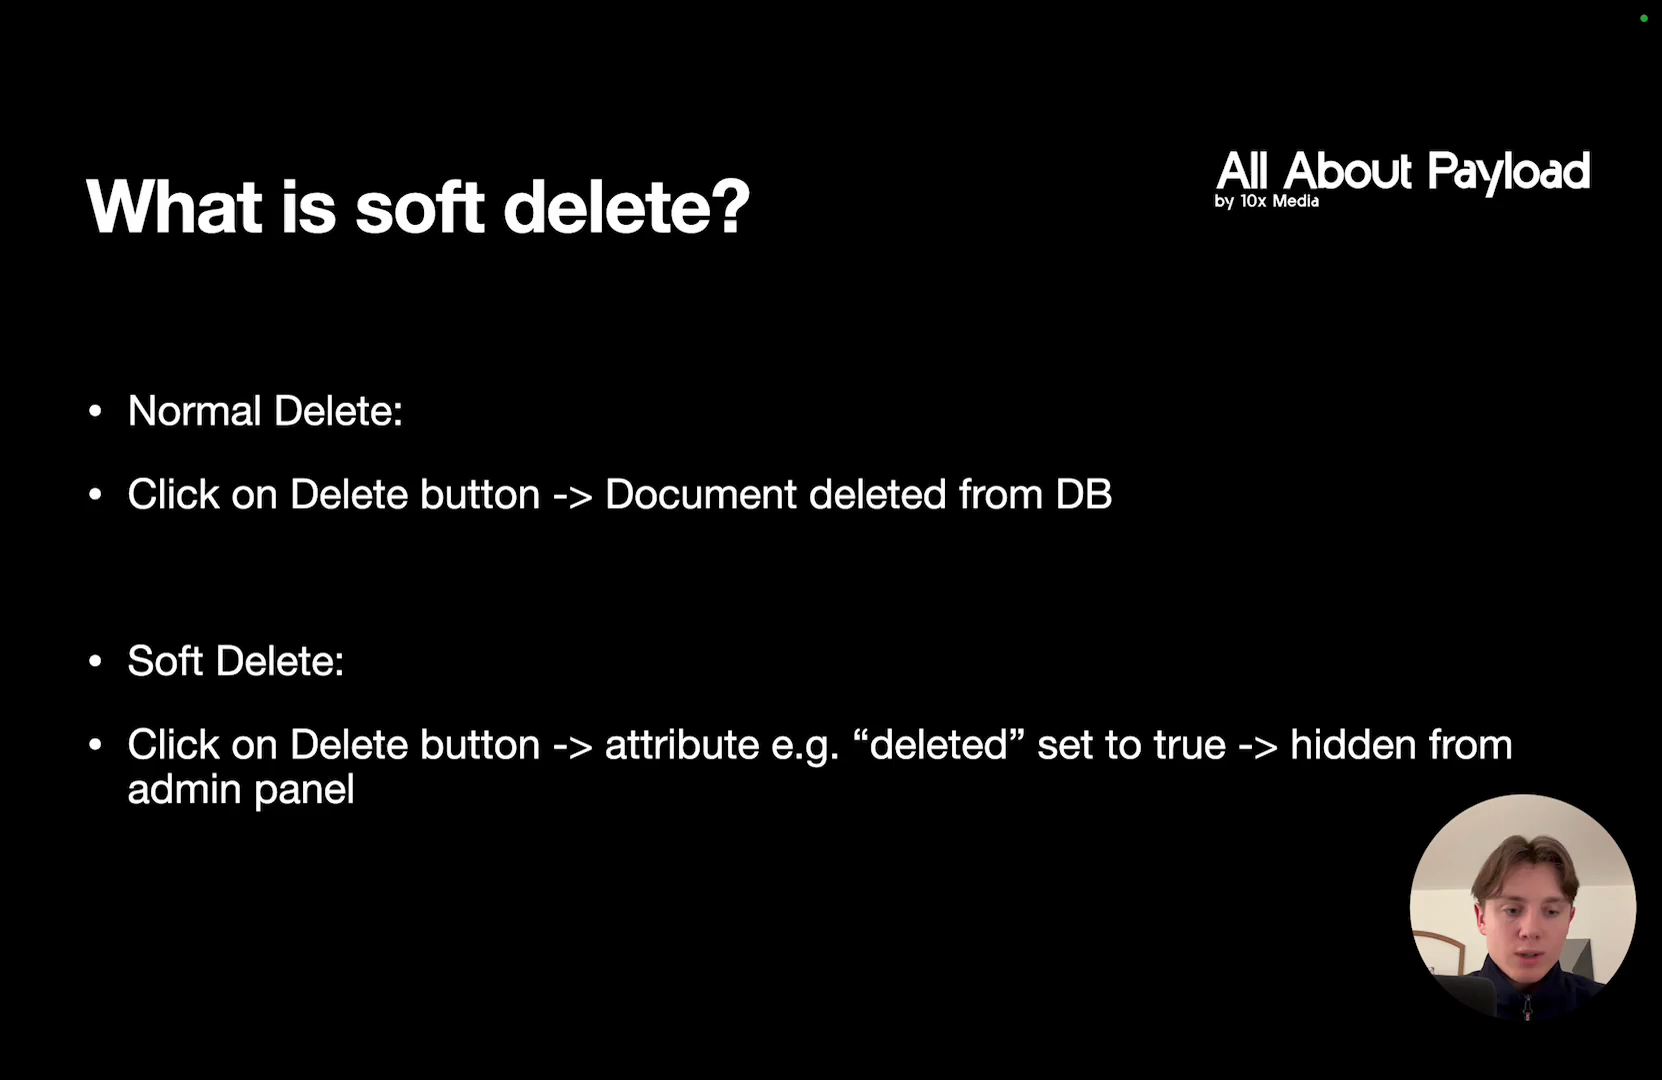 All About Payload
by 10x Media
What is soft delete?
• Normal Delete:
• Click on Delete button -> Document deleted from DB
• Soft Delete:
• Click on Delete button -> attribute e.g. “deleted” set to true -> hidden from
admin panel